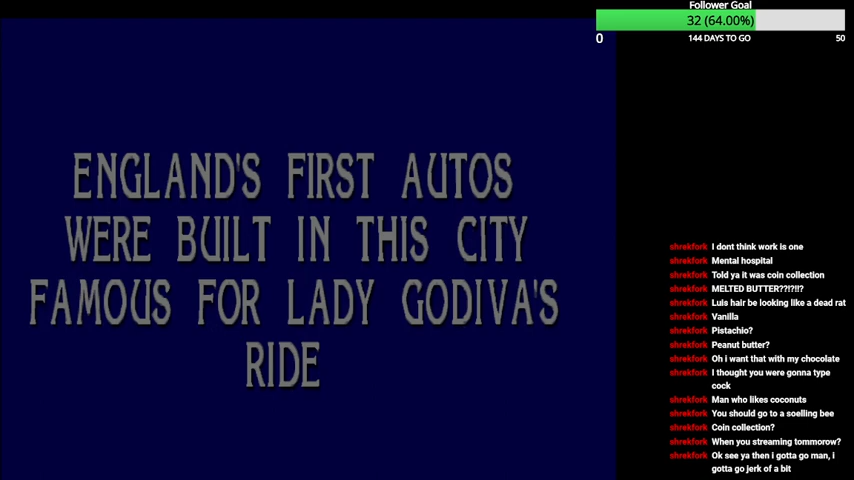 Follower Goal
32 (64.00%)
0
144 DAYS TO GO
50
ENGLAND'S FIRST AUTOS
WERE BUILT IN THIS CITY
FAMOUS FOR LADY GODIVA'S
RIDE
shrekfork I dont think work is one
shrekfork Mental hospital
shrekfork Told ya it was coin collection
shrekfork MELTED BUTTER??!?!!?
shrekfork Luis hair be looking like a dead rat
shrekfork Vanilla
shrekfork Pistachio?
shrekfork Peanut butter?
shrekfork Oh i want that with my chocolate
shrekfork I thought you were gonna type
cock
shrekfork Man who likes coconuts
shrekfork You should go to a soelling bee
shrekfork Coin collection?
shrekfork When you streaming tommorow?
shrekfork Ok see ya then i gotta go man, i
gotta go jerk of a bit